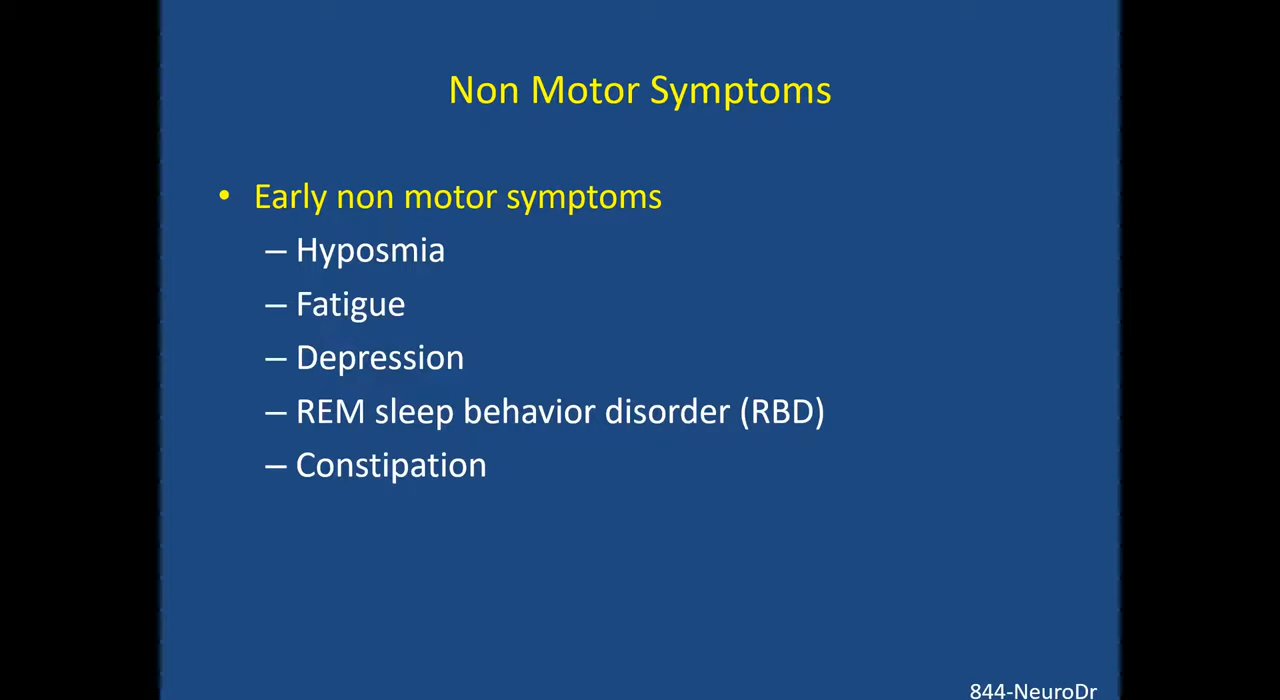 Non Motor Symptoms
• Early non motor symptoms
– Hyposmia
– Fatigue
– Depression
– REM sleep behavior disorder (RBD)
– Constipation
844-NeuroDr